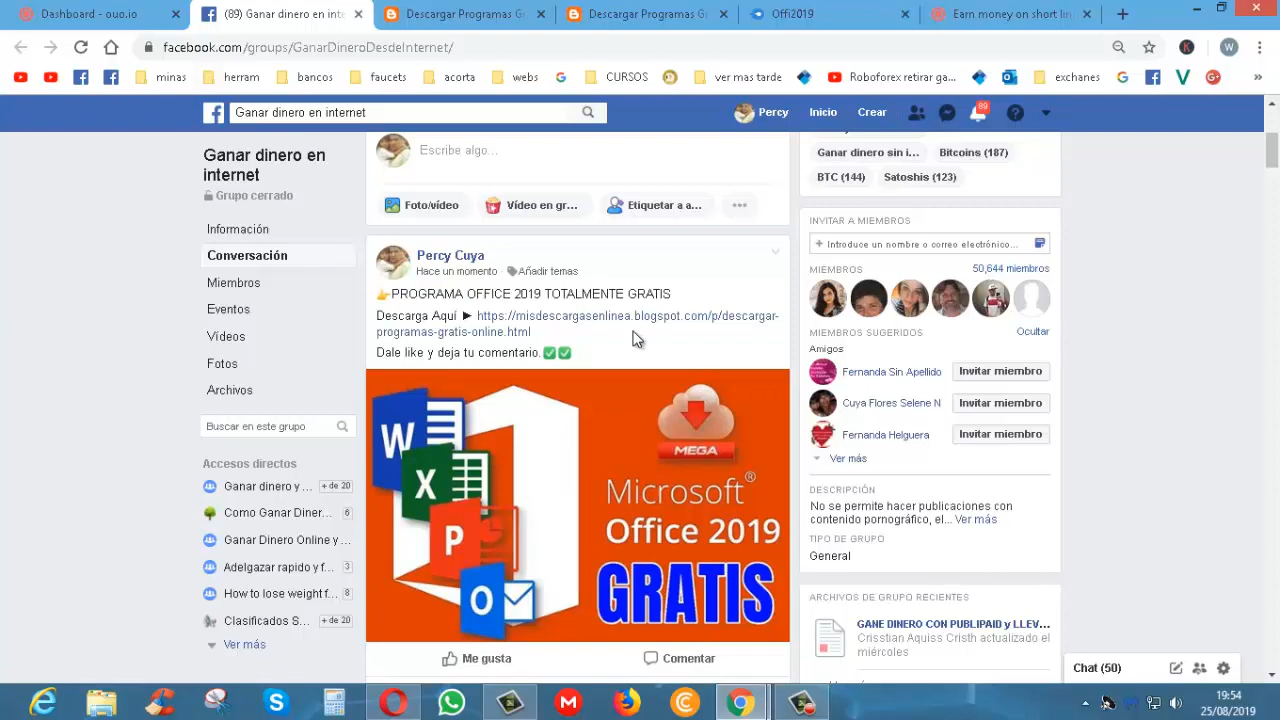 Dashboard - ouo.io
(89) Ganar dinero en int
Descargar Programas G
Descargar Programas G
Offi2019
Earn money on short lin
facebook.com/groups/GanarDineroDesdeInternet/
minas
herram
bancos
faucets
acorta
webs
CURSOS
ver mas tarde
Roboforex retirar ga...
exchanes
Ganar dinero en internet
Percy
Inicio
Crear
89
Ganar dinero en
internet
Grupo cerrado
Información
Conversación
Miembros
Eventos
Vídeos
Fotos
Archivos
Buscar en este grupo
Accesos directos
Ganar dinero y ...
+ de 20
Como Ganar Diner...
6
Ganar Dinero Online y ...
Adelgazar rapido y f...
3
How to lose weight f...
8
Clasificados S...
+ de 20
Ver más
Escribe algo...
Foto/vídeo
Vídeo en gr...
Etiquetar a a...
Percy Cuya
Hace un momento · Añadir temas
👉PROGRAMA OFFICE 2019 TOTALMENTE GRATIS
Descarga Aquí ► https://misdescargasenlinea.blogspot.com/p/descargar-
programas-gratis-online.html
Dale like y deja tu comentario.✅✅
W
X
P
O
MEGA
Microsoft®
Office 2019
GRATIS
Me gusta
Comentar
Ganar dinero sin i...
Bitcoins (187)
BTC (144)
Satoshis (123)
INVITAR A MIEMBROS
+ Introduce un nombre o correo electrónico...
MIEMBROS
50,644 miembros
MIEMBROS SUGERIDOS
Ocultar
Amigos
Fernanda Sin Apellido
Invitar miembro
Cuya Flores Selene N
Invitar miembro
Fernanda Helguera
Invitar miembro
Ver más
DESCRIPCIÓN
No se permite hacer publicaciones con
contenido pornográfico, el... Ver más
TIPO DE GRUPO
General
ARCHIVOS DE GRUPO RECIENTES
GANE DINERO CON PUBLIPAID y LLEV...
Crisstian Aquiss Cristh actualizado el
miércoles
Chat (50)
19:54
25/08/2019